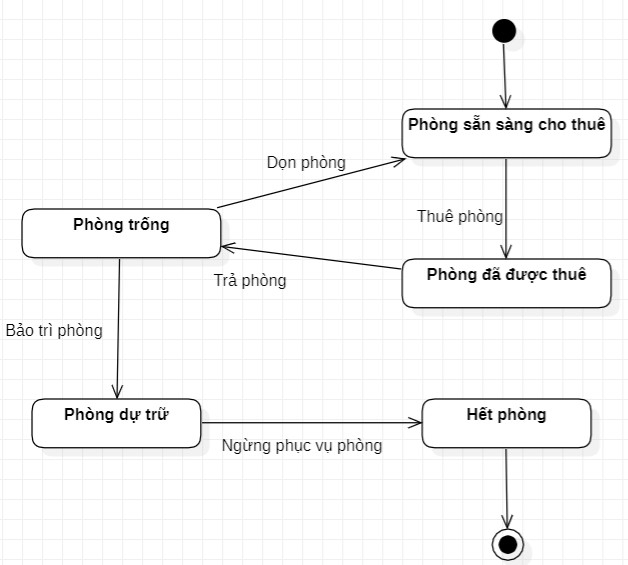 Phòng sẵn sàng cho thuê
Dọn phòng
Phòng trống
Thuê phòng
Trả phòng
Phòng đã được thuê
Bảo trì phòng
Phòng dự trữ
Hết phòng
Ngừng phục vụ phòng